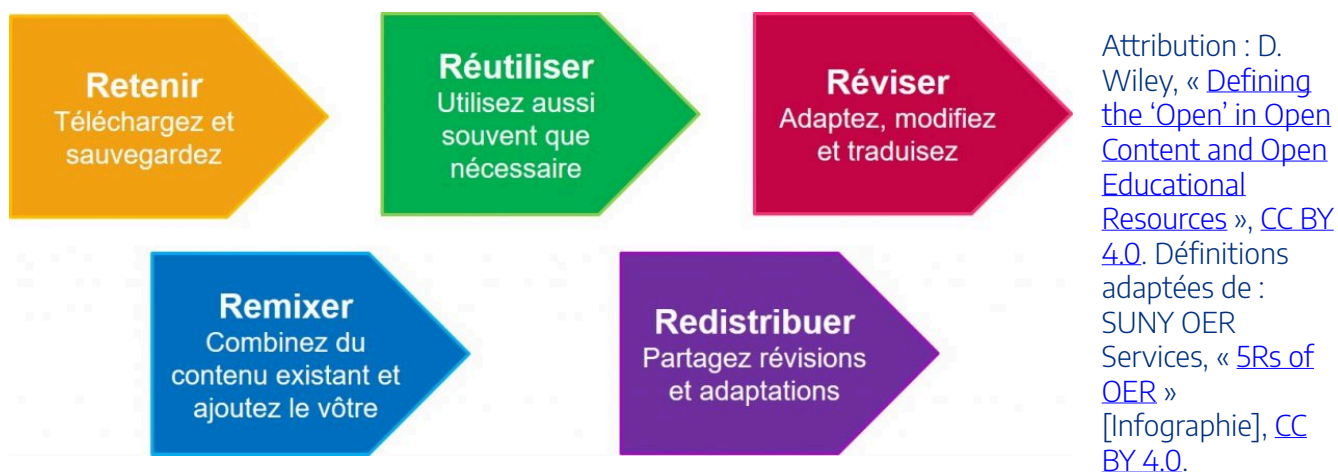 Retenir
Téléchargez et
sauvegardez
Réutiliser
Utilisez aussi
souvent que
nécessaire
Réviser
Adaptez, modifiez
et traduisez
Remixer
Combinez du
contenu existant et
ajoutez le vôtre
Redistribuer
Partagez révisions
et adaptations
Attribution : D.
Wiley, « Defining
the ‘Open’ in Open
Content and Open
Educational
Resources », CC BY
4.0. Définitions
adaptées de :
SUNY OER
Services, « 5Rs of
OER »
[Infographie], CC
BY 4.0.